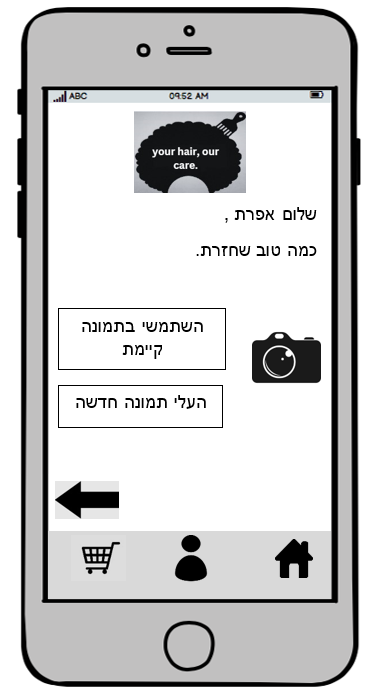 ABC 09:52 AM
your hair, our
care.
שלום אפרת ,
כמה טוב שחזרת.
השתמשי בתמונה
קיימת
העלי תמונה חדשה